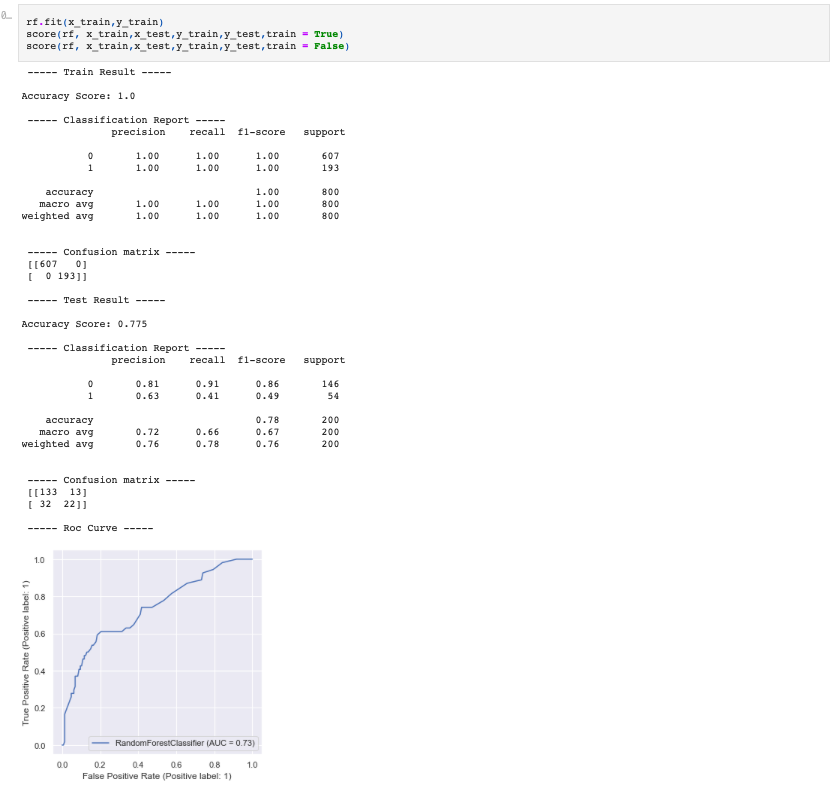 rf.fit(x_train,y_train)
score(rf, x_train,x_test,y_train,y_test,train = True)
score(rf, x_train,x_test,y_train,y_test,train = False)
----- Train Result -----
Accuracy Score: 1.0
----- Classification Report -----
precision recall f1-score support
0 1.00 1.00 1.00 607
1 1.00 1.00 1.00 193
accuracy 1.00 800
macro avg 1.00 1.00 1.00 800
weighted avg 1.00 1.00 1.00 800
----- Confusion matrix -----
[[607 0]
[ 0 193]]
----- Test Result -----
Accuracy Score: 0.775
----- Classification Report -----
precision recall f1-score support
0 0.81 0.91 0.86 146
1 0.63 0.41 0.49 54
accuracy 0.78 200
macro avg 0.72 0.66 0.67 200
weighted avg 0.76 0.78 0.76 200
----- Confusion matrix -----
[[133 13]
[ 32 22]]
----- Roc Curve -----
1.0
0.8
0.6
0.4
0.2
0.0
True Positive Rate (Positive label: 1)
RandomForestClassifier (AUC = 0.73)
0.0 0.2 0.4 0.6 0.8 1.0
False Positive Rate (Positive label: 1)